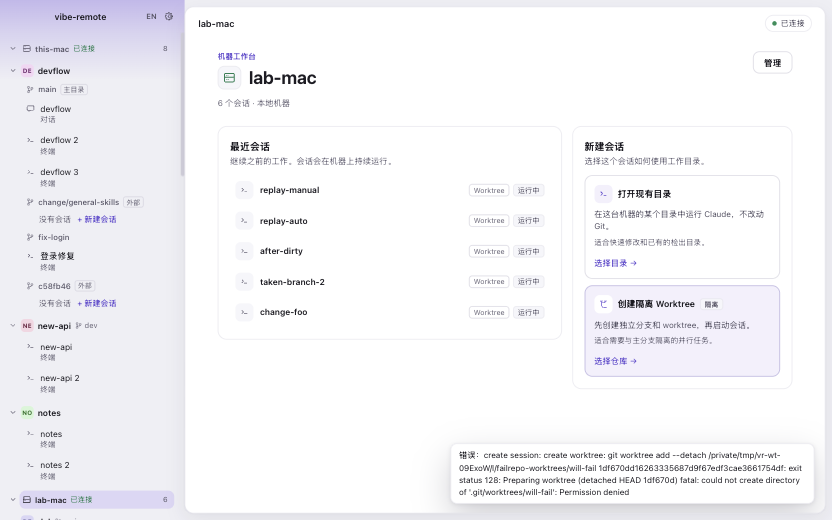 vibe-remote
EN
this-mac 已连接 8
DE devflow
main 主目录
devflow
对话
devflow 2
终端
devflow 3
终端
change/general-skills 外部
没有会话 + 新建会话
fix-login
登录修复
终端
c58fb46 外部
没有会话 + 新建会话
NE new-api dev
new-api
终端
new-api 2
终端
NO notes
notes
终端
notes 2
终端
lab-mac 已连接 6
lab-mac
已连接
机器工作台
lab-mac
管理
6 个会话 · 本地机器
最近会话
继续之前的工作。会话会在机器上持续运行。
replay-manual Worktree 运行中
replay-auto Worktree 运行中
after-dirty Worktree 运行中
taken-branch-2 Worktree 运行中
change-foo Worktree 运行中
新建会话
选择这个会话如何使用工作目录。
打开现有目录
在这台机器的某个目录中运行 Claude，不改动
Git。
适合快速修改和已有的检出目录。
选择目录 →
创建隔离 Worktree 隔离
先创建独立分支和 worktree，再启动会话。
适合需要与主分支隔离的并行任务。
选择仓库 →
错误：create session: create worktree: git worktree add --detach /private/tmp/vr-wt-
09ExoW/l/failrepo-worktrees/will-fail 1df670dd16263335687d9f67edf3cae3661754df: exit
status 128: Preparing worktree (detached HEAD 1df670d) fatal: could not create directory
of '.git/worktrees/will-fail': Permission denied